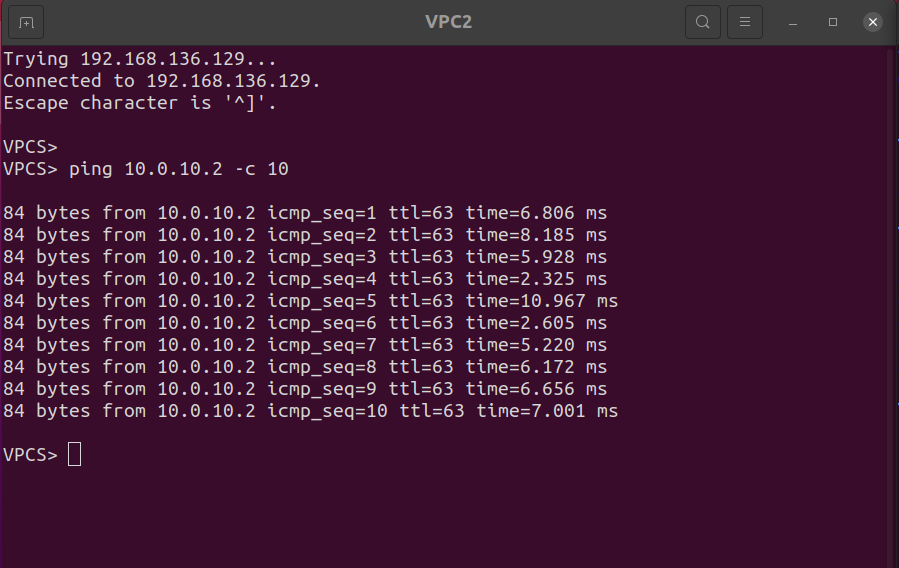 VPC2
Trying 192.168.136.129...
Connected to 192.168.136.129.
Escape character is '^]'.
VPCS>
VPCS> ping 10.0.10.2 -c 10
84 bytes from 10.0.10.2 icmp_seq=1 ttl=63 time=6.806 ms
84 bytes from 10.0.10.2 icmp_seq=2 ttl=63 time=8.185 ms
84 bytes from 10.0.10.2 icmp_seq=3 ttl=63 time=5.928 ms
84 bytes from 10.0.10.2 icmp_seq=4 ttl=63 time=2.325 ms
84 bytes from 10.0.10.2 icmp_seq=5 ttl=63 time=10.967 ms
84 bytes from 10.0.10.2 icmp_seq=6 ttl=63 time=2.605 ms
84 bytes from 10.0.10.2 icmp_seq=7 ttl=63 time=5.220 ms
84 bytes from 10.0.10.2 icmp_seq=8 ttl=63 time=6.172 ms
84 bytes from 10.0.10.2 icmp_seq=9 ttl=63 time=6.656 ms
84 bytes from 10.0.10.2 icmp_seq=10 ttl=63 time=7.001 ms
VPCS>